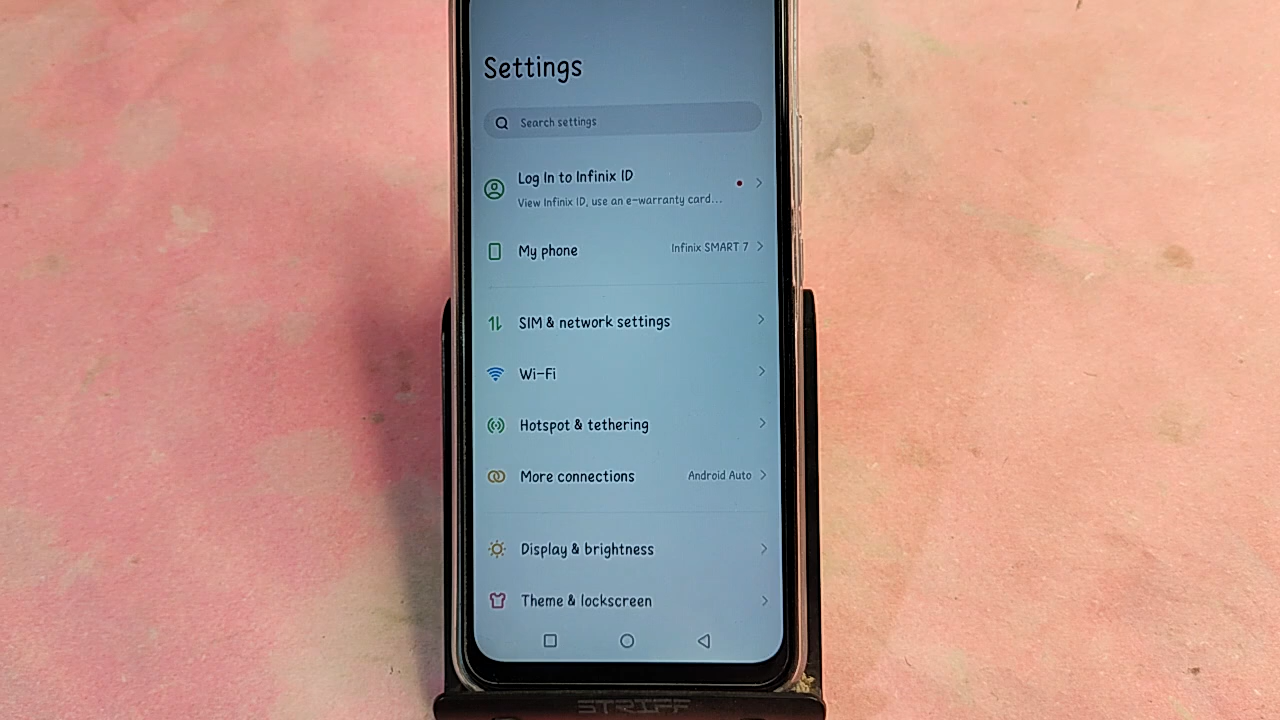 Settings
Search settings
Log In to Infinix ID
View Infinix ID, use an e-warranty card...
My phone
Infinix SMART 7
SIM & network settings
Wi-Fi
Hotspot & tethering
More connections
Android Auto
Display & brightness
Theme & lockscreen
STRIFF